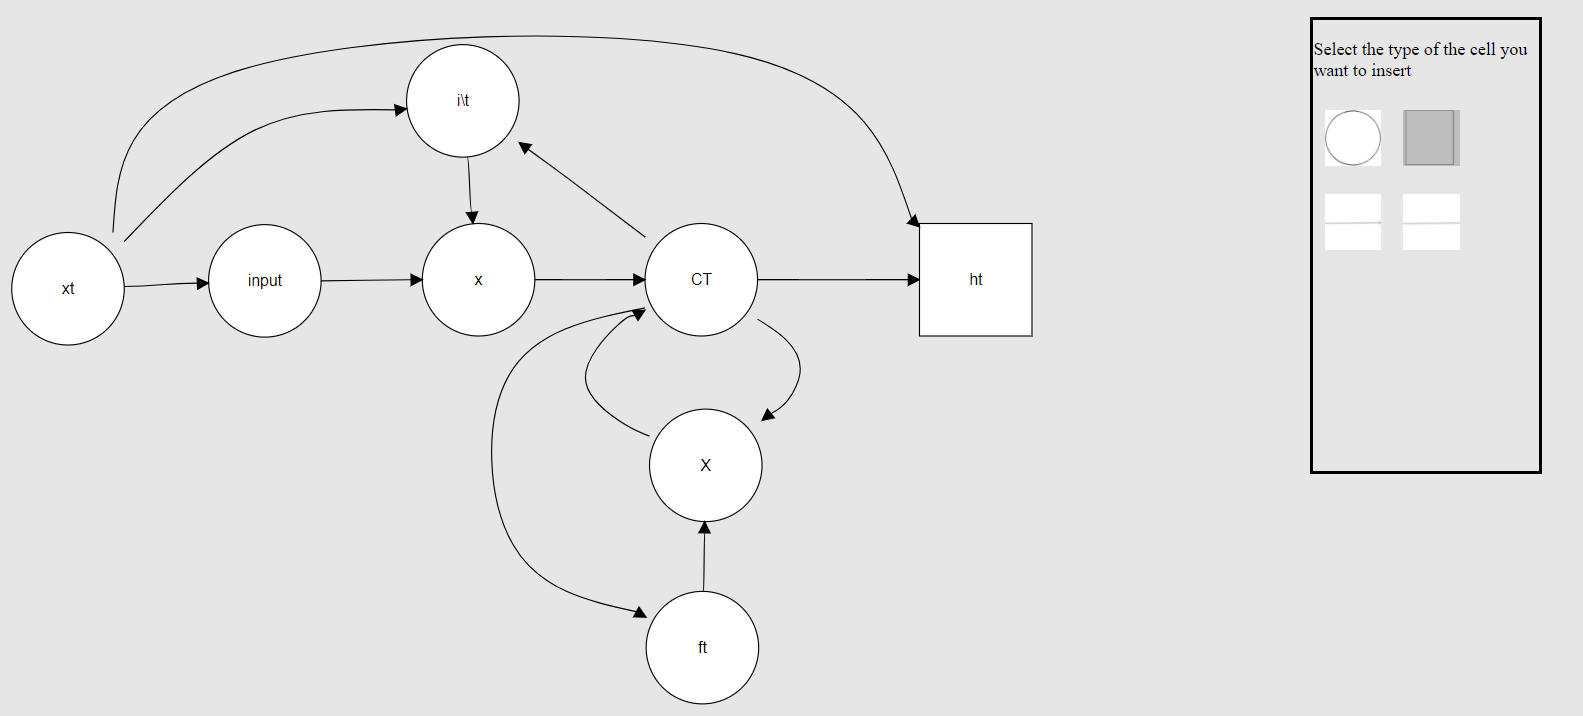 Select the type of the cell you
want to insert
i\t
xt
input
x
CT
ht
X
ft